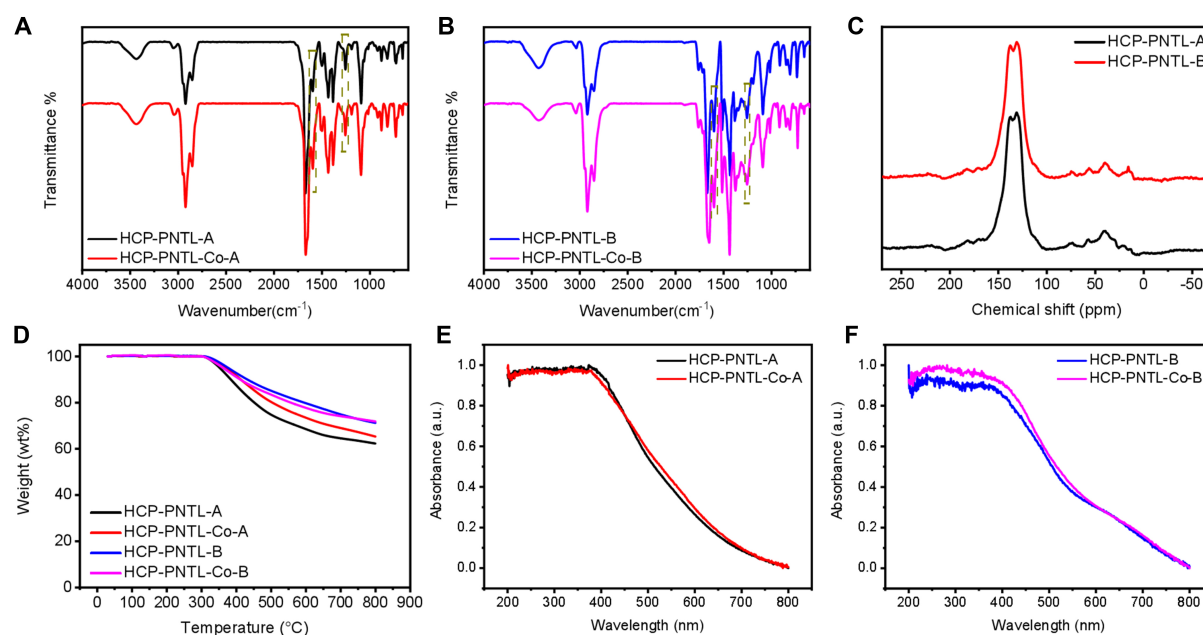 A
Transmittance %
HCP-PNTL-A
HCP-PNTL-Co-A
4000 3500 3000 2500 2000 1500 1000
Wavenumber(cm⁻¹)
B
Transmittance %
HCP-PNTL-B
HCP-PNTL-Co-B
4000 3500 3000 2500 2000 1500 1000
Wavenumber(cm⁻¹)
C
HCP-PNTL-A
HCP-PNTL-B
250 200 150 100 50 0 -50
Chemical shift (ppm)
D
Weight (wt%)
100
80
60
40
20
0
HCP-PNTL-A
HCP-PNTL-Co-A
HCP-PNTL-B
HCP-PNTL-Co-B
0 100 200 300 400 500 600 700 800 900
Temperature (°C)
E
Absorbance (a.u.)
1.0
0.8
0.6
0.4
0.2
0.0
HCP-PNTL-A
HCP-PNTL-Co-A
200 300 400 500 600 700 800
Wavelength (nm)
F
Absorbance (a.u.)
1.0
0.8
0.6
0.4
0.2
0.0
HCP-PNTL-B
HCP-PNTL-Co-B
200 300 400 500 600 700 800
Wavelength (nm)